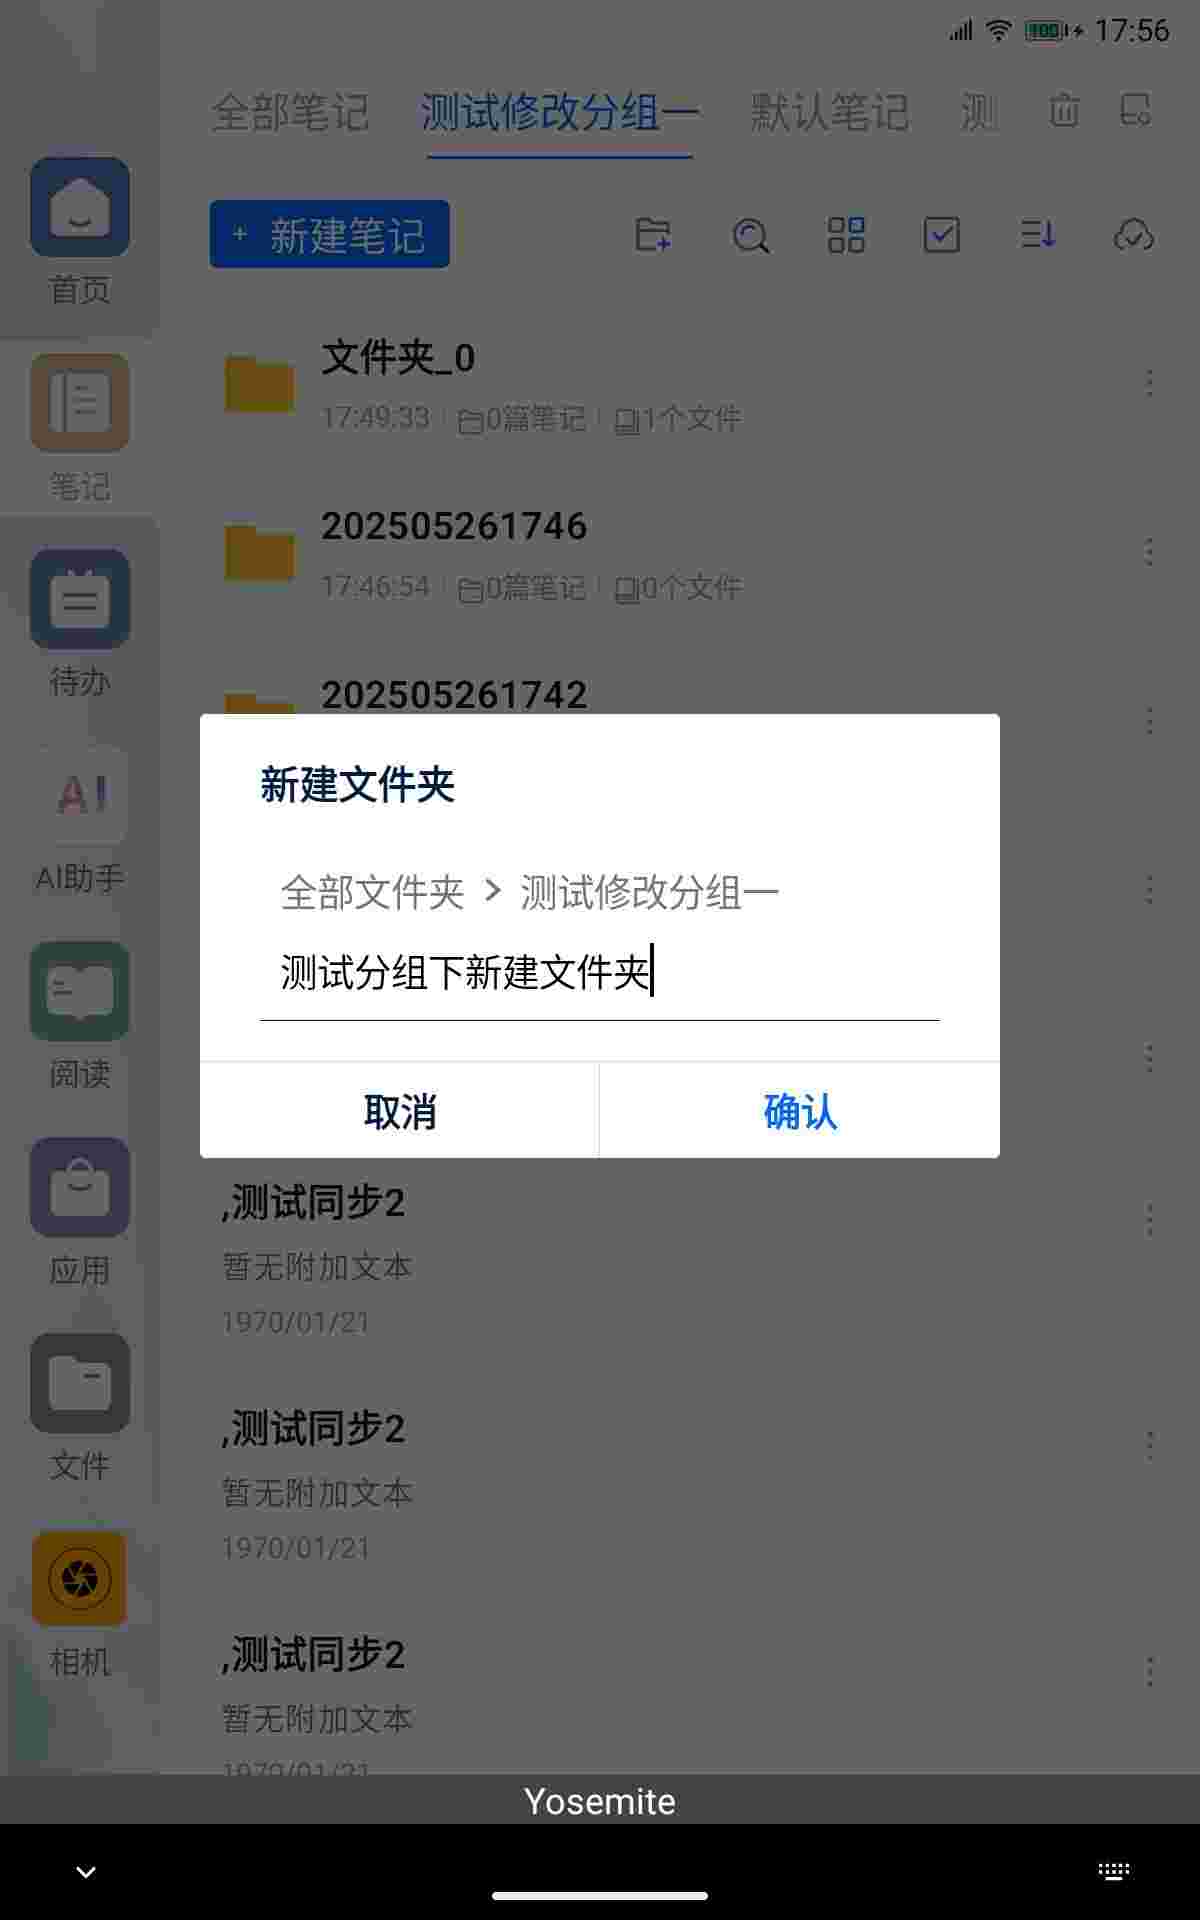 100 17:56
全部笔记 测试修改分组一 默认笔记 测
+ 新建笔记
首页
文件夹_0
17:49:33 0篇笔记 1个文件
笔记
202505261746
17:46:54 0篇笔记 0个文件
待办
202505261742
新建文件夹
AI
AI助手
全部文件夹 > 测试修改分组一
测试分组下新建文件夹
阅读
取消 确认
,测试同步2
暂无附加文本
1970/01/21
应用
,测试同步2
暂无附加文本
1970/01/21
文件
,测试同步2
暂无附加文本
1970/01/21
相机
Yosemite